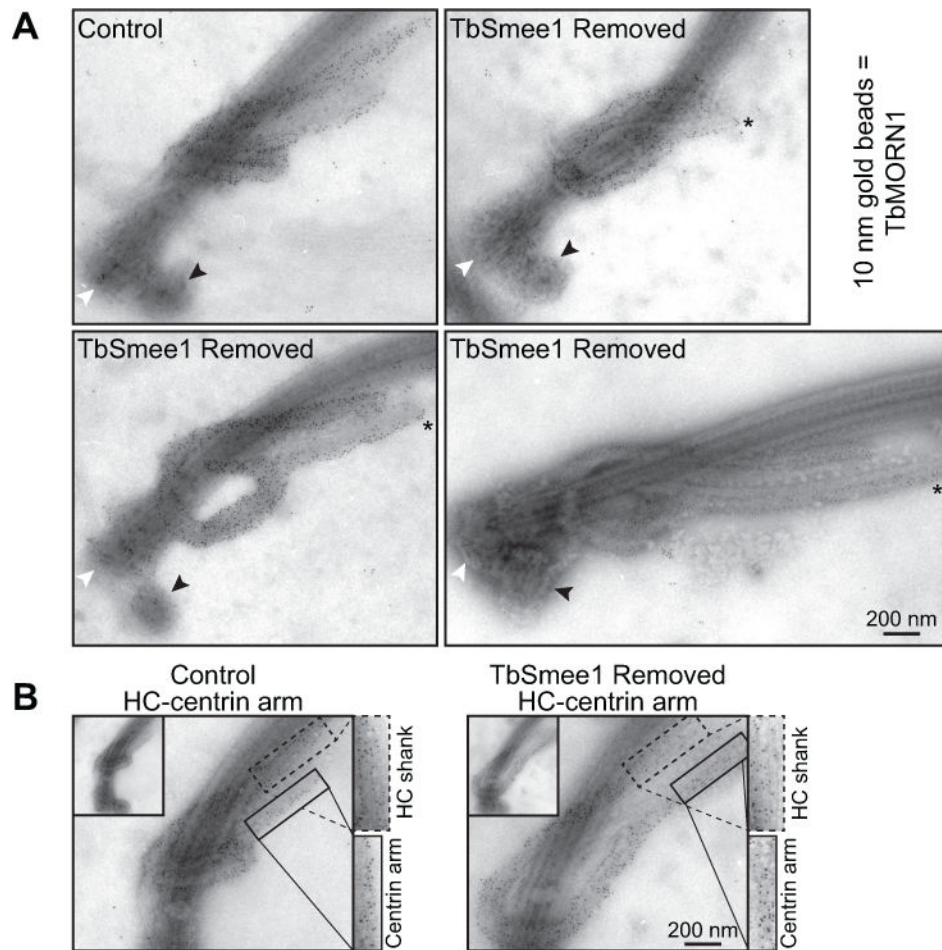 A
Control
TbSmee1 Removed
10 nm gold beads =
TbMORN1
*
TbSmee1 Removed
*
TbSmee1 Removed
*
200 nm
B
Control
HC-centrin arm
HC shank
Centrin arm
TbSmee1 Removed
HC-centrin arm
HC shank
Centrin arm
200 nm